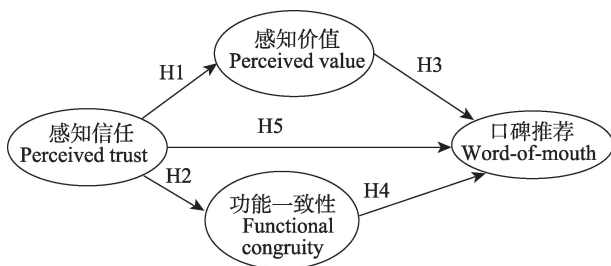 感知价值
Perceived value
H1
H3
感知信任
Perceived trust
H5
口碑推荐
Word-of-mouth
H2
H4
功能一致性
Functional
congruity